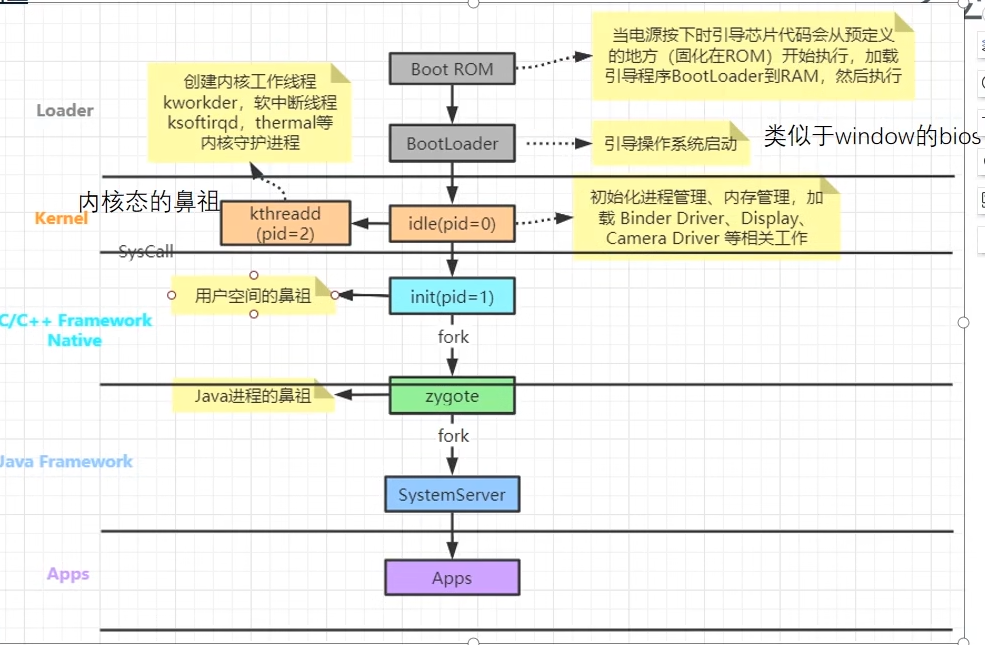 Boot ROM
当电源按下时引导芯片代码会从预定义
的地方（固化在ROM）开始执行，加载
引导程序BootLoader到RAM，然后执行
创建内核工作线程
kworkder，软中断线程
ksoftirqd，thermal等
内核守护进程
Loader
BootLoader
引导操作系统启动
类似于window的bios
内核态的鼻祖
Kernel
kthreadd
(pid=2)
idle(pid=0)
初始化进程管理、内存管理，加
载 Binder Driver、Display、
Camera Driver 等相关工作
SysCall
用户空间的鼻祖
init(pid=1)
C/C++ Framework
Native
fork
Java进程的鼻祖
zygote
fork
Java Framework
SystemServer
Apps
Apps